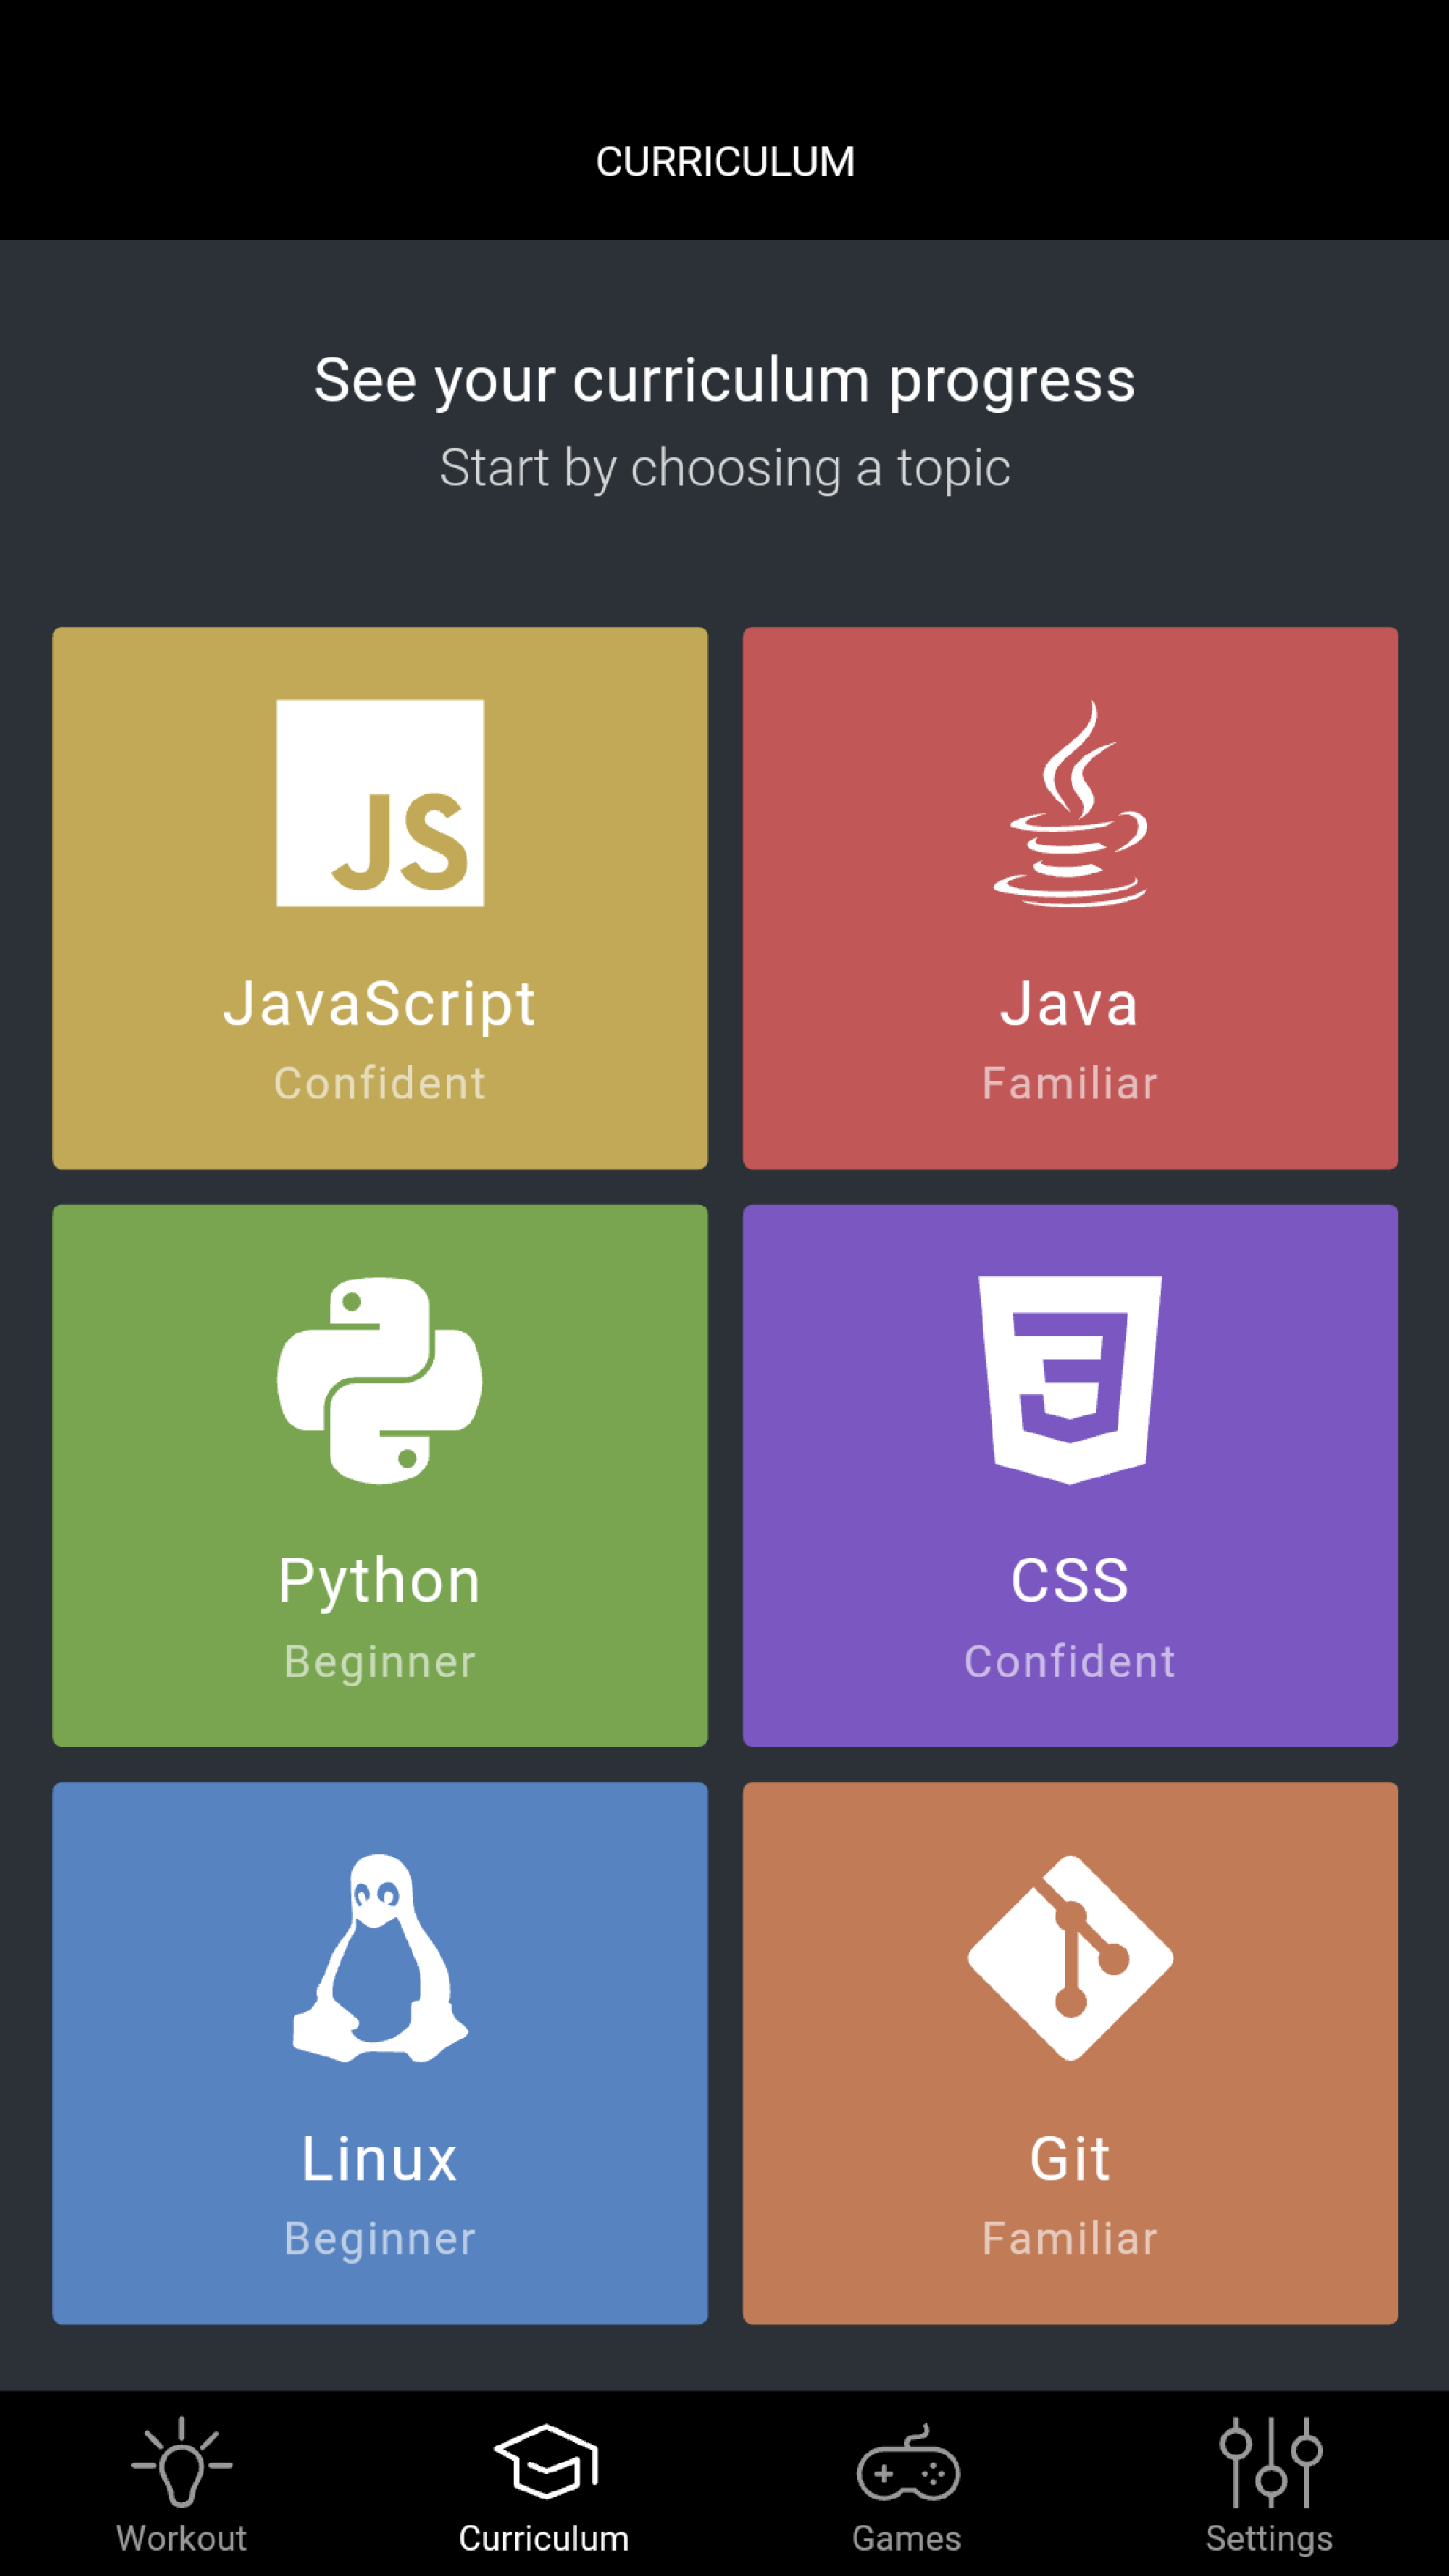 CURRICULUM
See your curriculum progress
Start by choosing a topic
JS
JavaScript
Confident
Java
Familiar
Python
Beginner
CSS
Confident
Linux
Beginner
Git
Familiar
Workout
Curriculum
Games
Settings